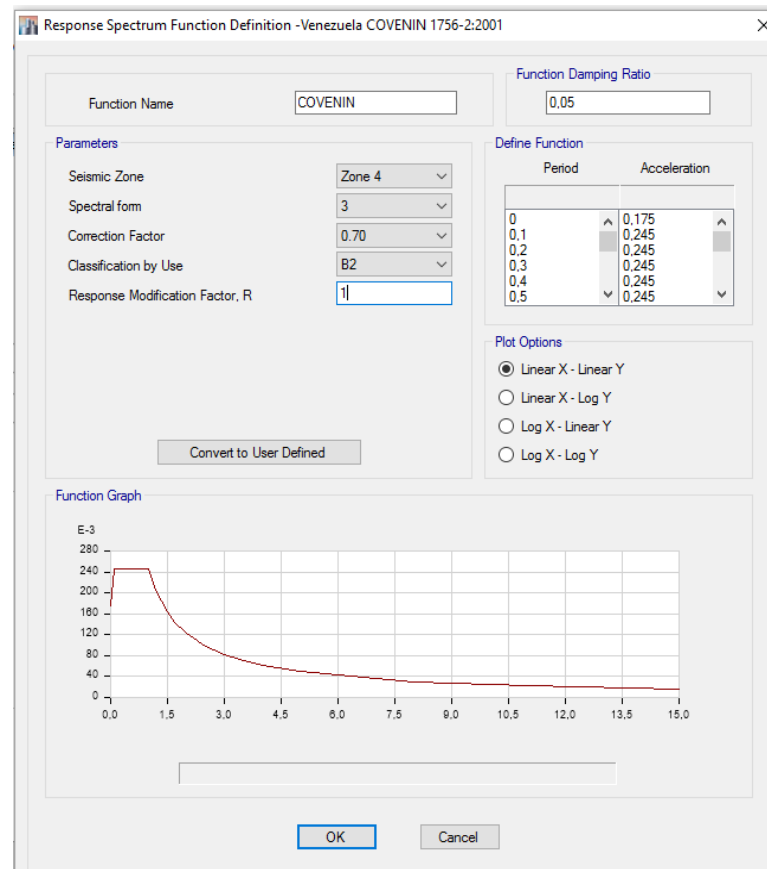 Response Spectrum Function Definition -Venezuela COVENIN 1756-2:2001
Function Name
COVENIN
Function Damping Ratio
0,05
Parameters
Seismic Zone
Zone 4
Spectral form
3
Correction Factor
0.70
Classification by Use
B2
Response Modification Factor, R
1
Convert to User Defined
Define Function
Period Acceleration
0 0,175
0,1 0,245
0,2 0,245
0,3 0,245
0,4 0,245
0,5 0,245
Plot Options
Linear X - Linear Y
Linear X - Log Y
Log X - Linear Y
Log X - Log Y
Function Graph
E-3
280
240
200
160
120
80
40
0
0,0 1,5 3,0 4,5 6,0 7,5 9,0 10,5 12,0 13,5 15,0
OK Cancel